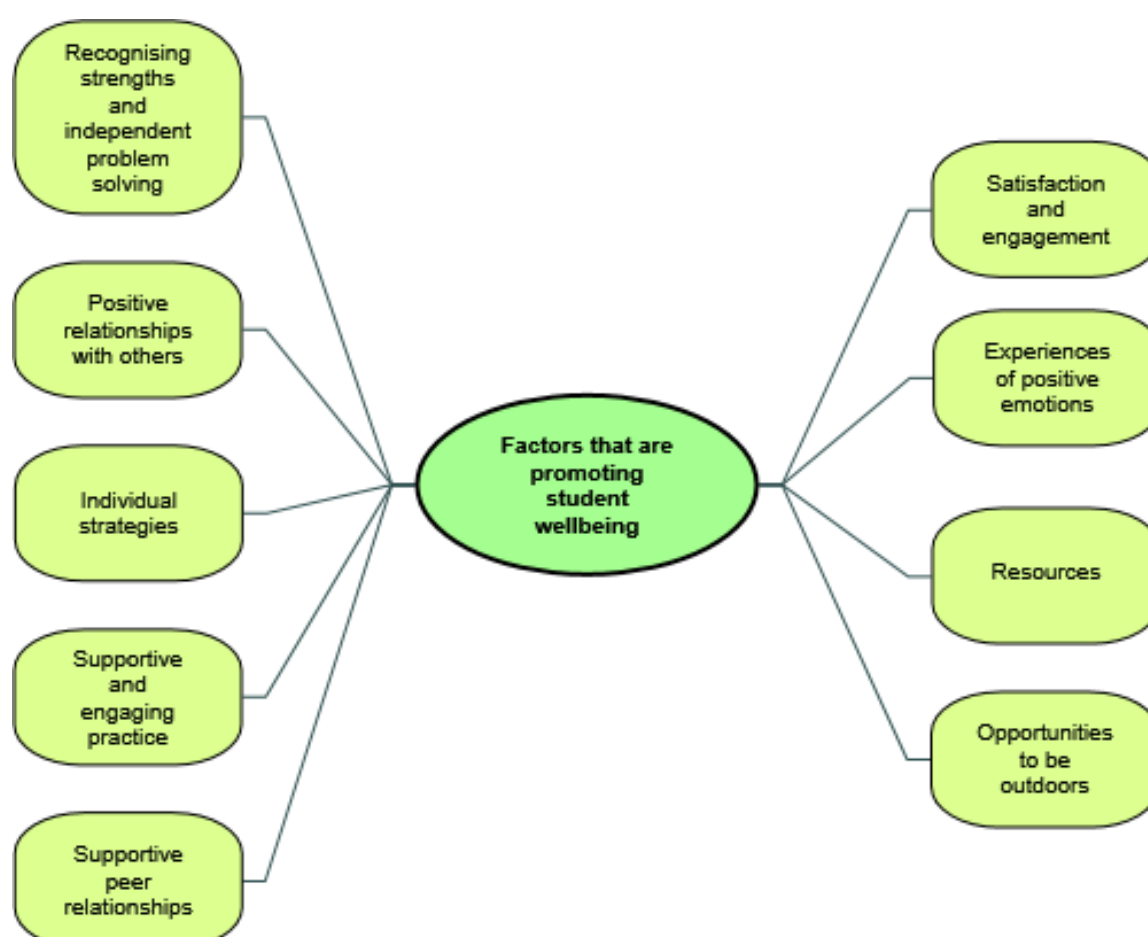 Recognising
strengths
and
independent
problem
solving
Positive
relationships
with others
Individual
strategies
Supportive
and
engaging
practice
Supportive
peer
relationships
Factors that are
promoting
student
wellbeing
Satisfaction
and
engagement
Experiences
of positive
emotions
Resources
Opportunities
to be
outdoors